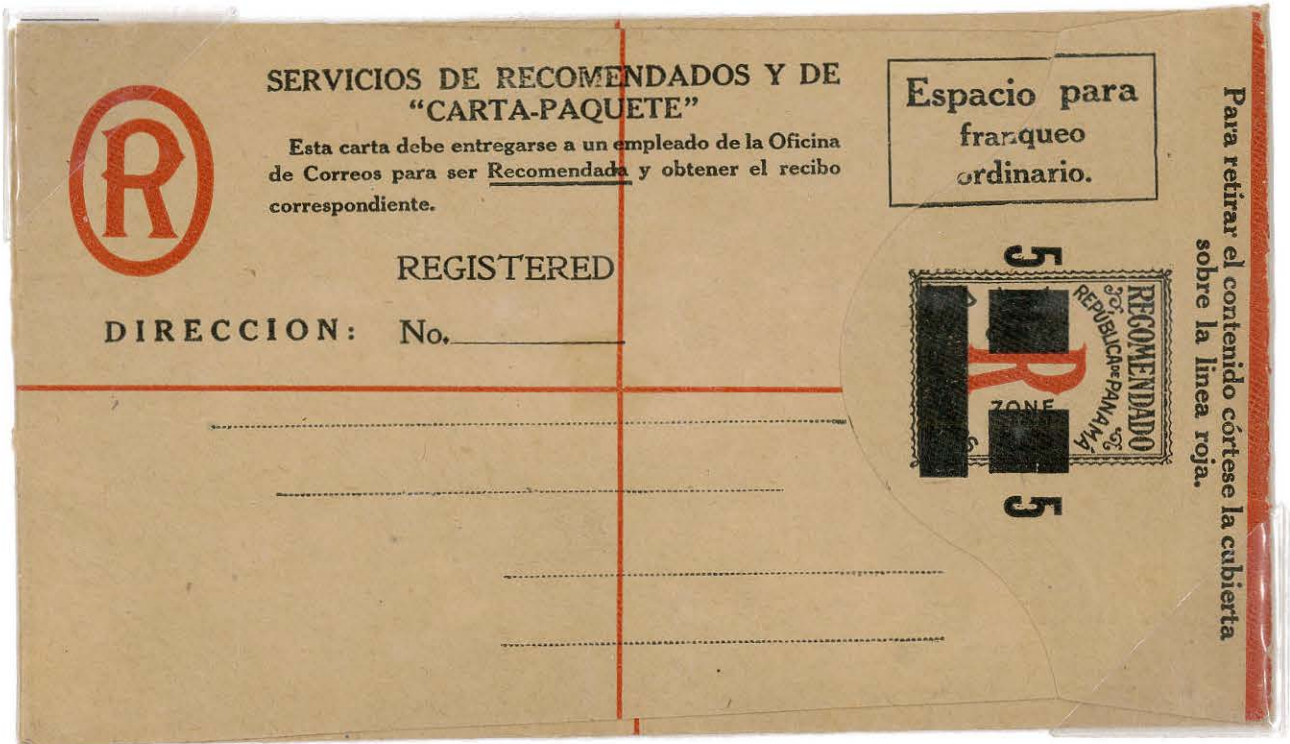 R
SERVICIOS DE RECOMENDADOS Y DE
“CARTA-PAQUETE”
Esta carta debe entregarse a un empleado de la Oficina
de Correos para ser Recomendada y obtener el recibo
correspondiente.
REGISTERED
DIRECCION: No.
Espacio para
franqueo
ordinario.
5
RECOMENDADO
REPÚBLICA DE PANAMÁ
R
ZONE
5
Para retirar el contenido córtese la cubierta
sobre la linea roja.